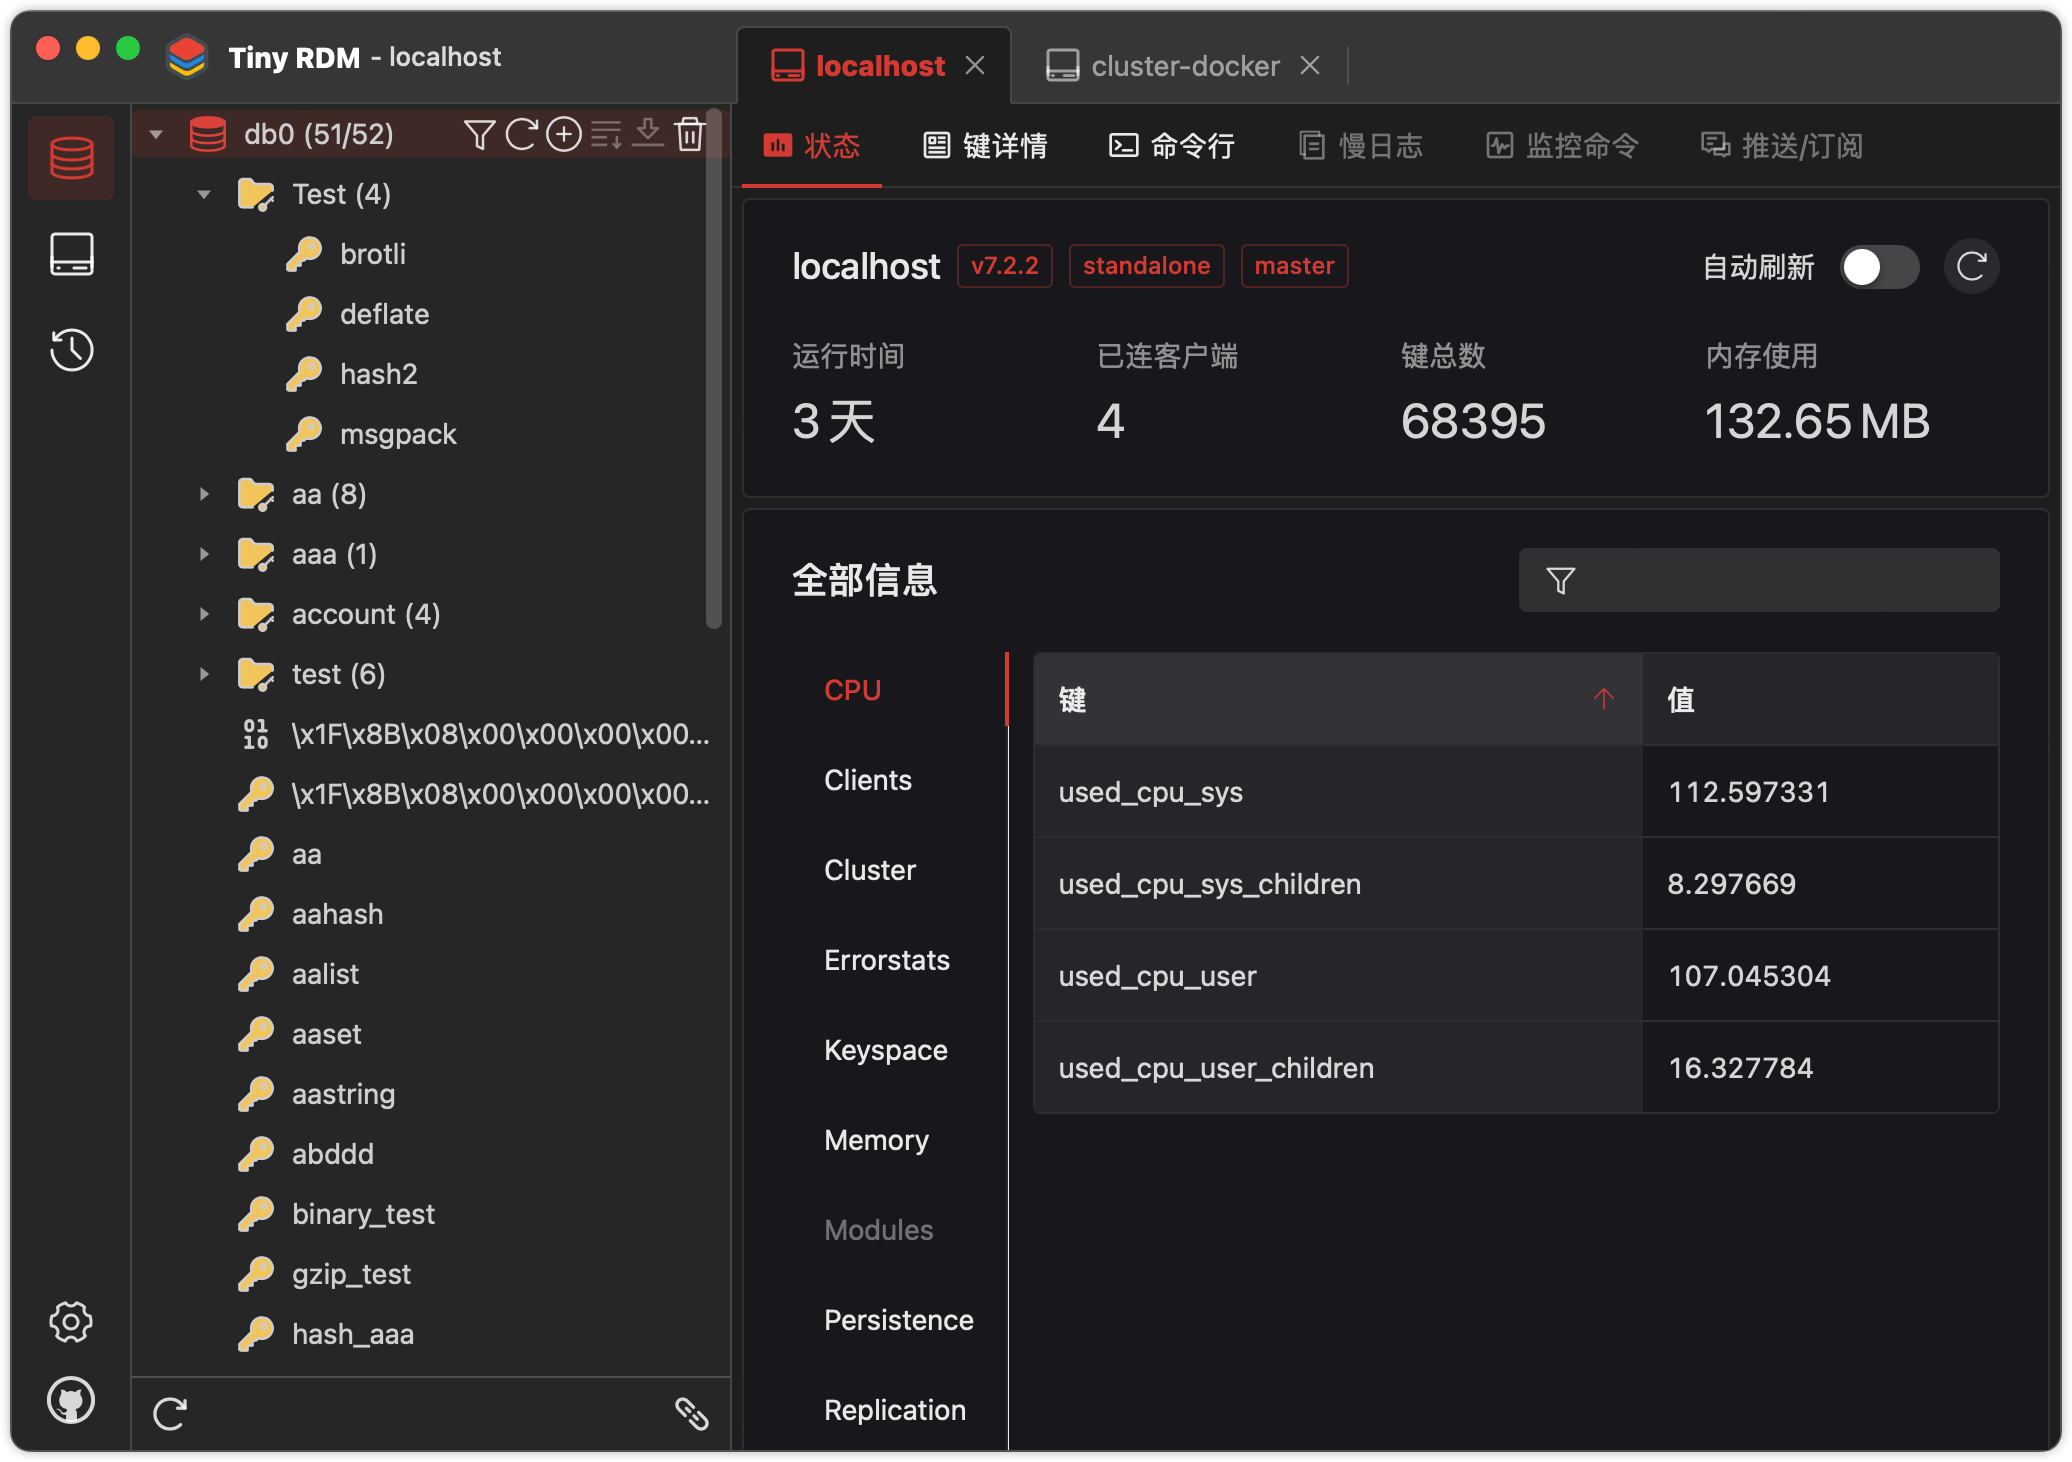 Tiny RDM - localhost
localhost
cluster-docker
db0 (51/52)
Test (4)
brotli
deflate
hash2
msgpack
aa (8)
aaa (1)
account (4)
test (6)
\x1F\x8B\x08\x00\x00\x00\x00...
\x1F\x8B\x08\x00\x00\x00\x00...
aa
aahash
aalist
aaset
aastring
abddd
binary_test
gzip_test
hash_aaa
状态
键详情
命令行
慢日志
监控命令
推送/订阅
localhost
v7.2.2
standalone
master
自动刷新
运行时间
3 天
已连客户端
4
键总数
68395
内存使用
132.65 MB
全部信息
CPU
Clients
Cluster
Errorstats
Keyspace
Memory
Modules
Persistence
Replication
键 值
used_cpu_sys 112.597331
used_cpu_sys_children 8.297669
used_cpu_user 107.045304
used_cpu_user_children 16.327784